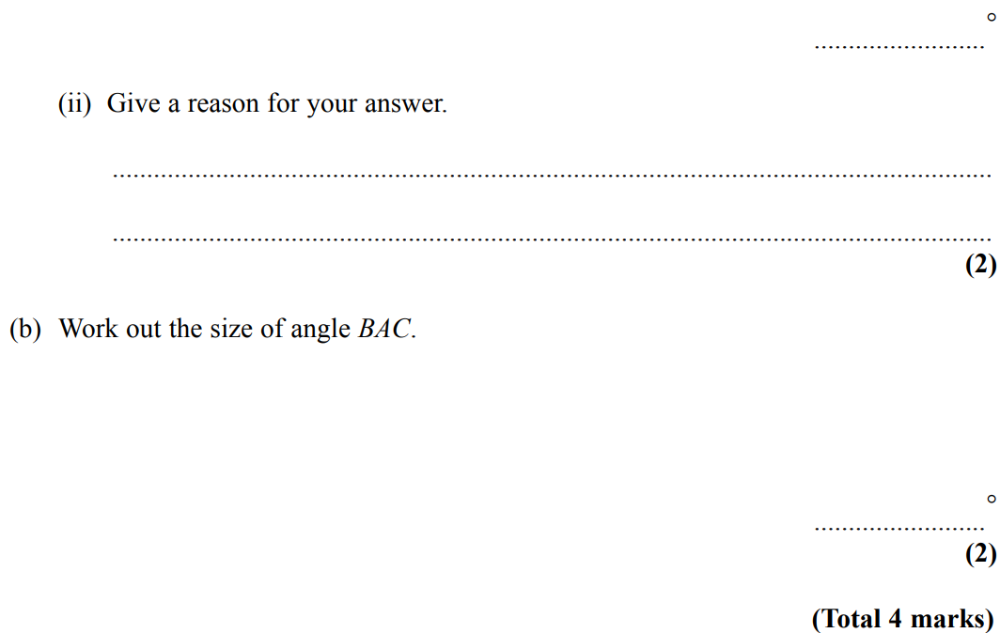 °
..........................
(ii) Give a reason for your answer.
................................................................................................................................
................................................................................................................................
(2)
(b) Work out the size of angle BAC.
°
..........................
(2)
(Total 4 marks)